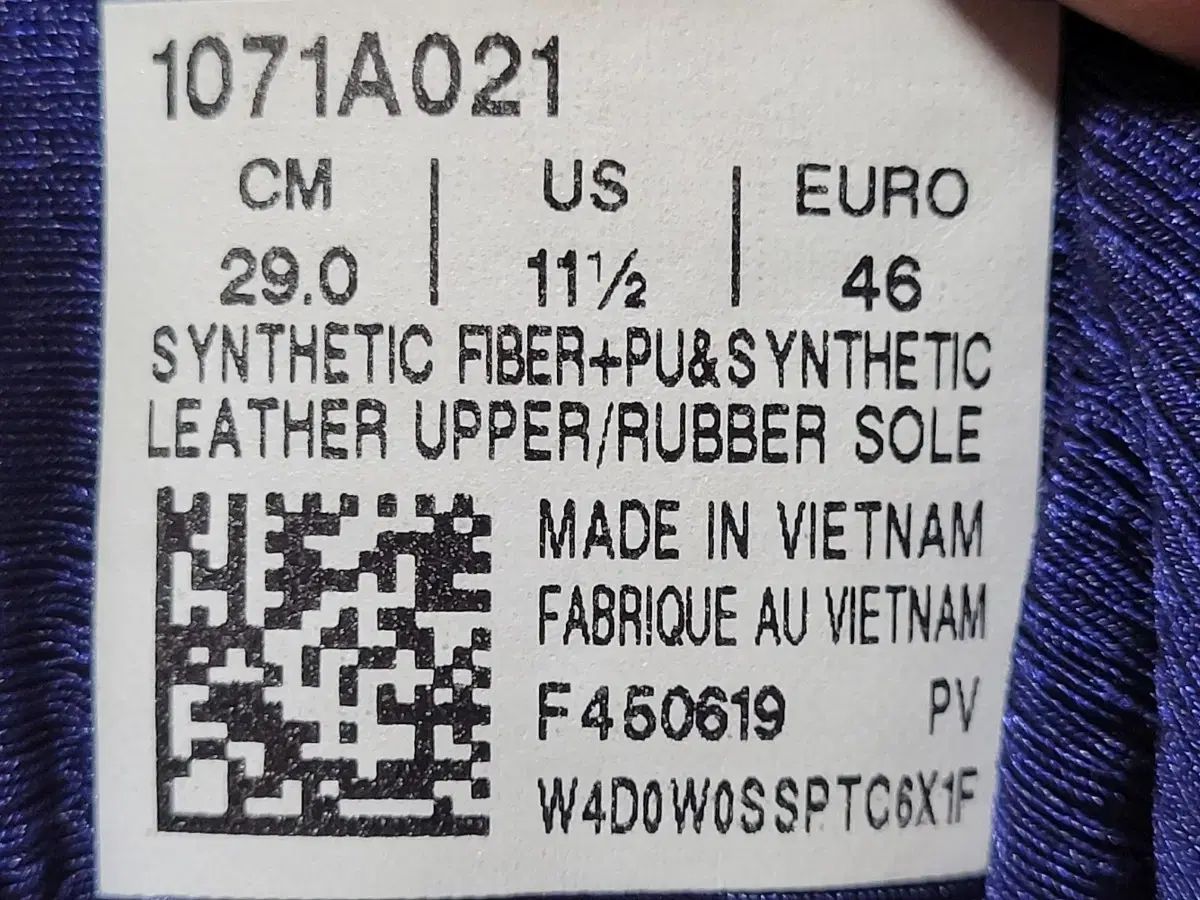 1071A021
CM | US | EURO
29.0 | 11½ | 46
SYNTHETIC FIBER+PU&SYNTHETIC
LEATHER UPPER/RUBBER SOLE
MADE IN VIETNAM
FABRIQUE AU VIETNAM
F450619 PV
W4D0W0SSPTC6X1F